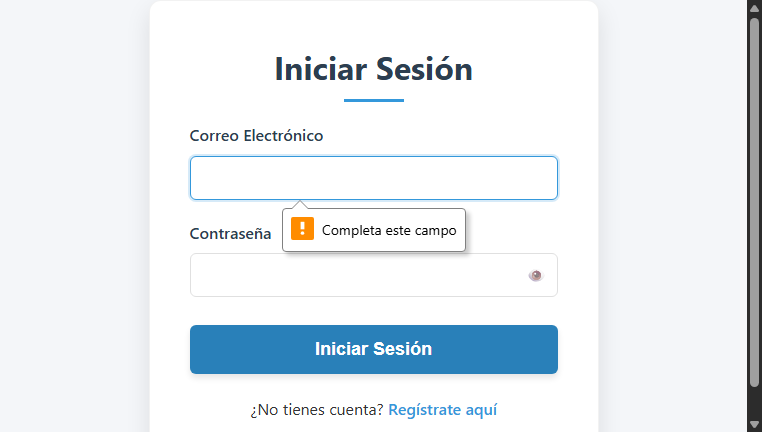 Iniciar Sesión
Correo Electrónico
Completa este campo
Contraseña
Iniciar Sesión
¿No tienes cuenta? Regístrate aquí